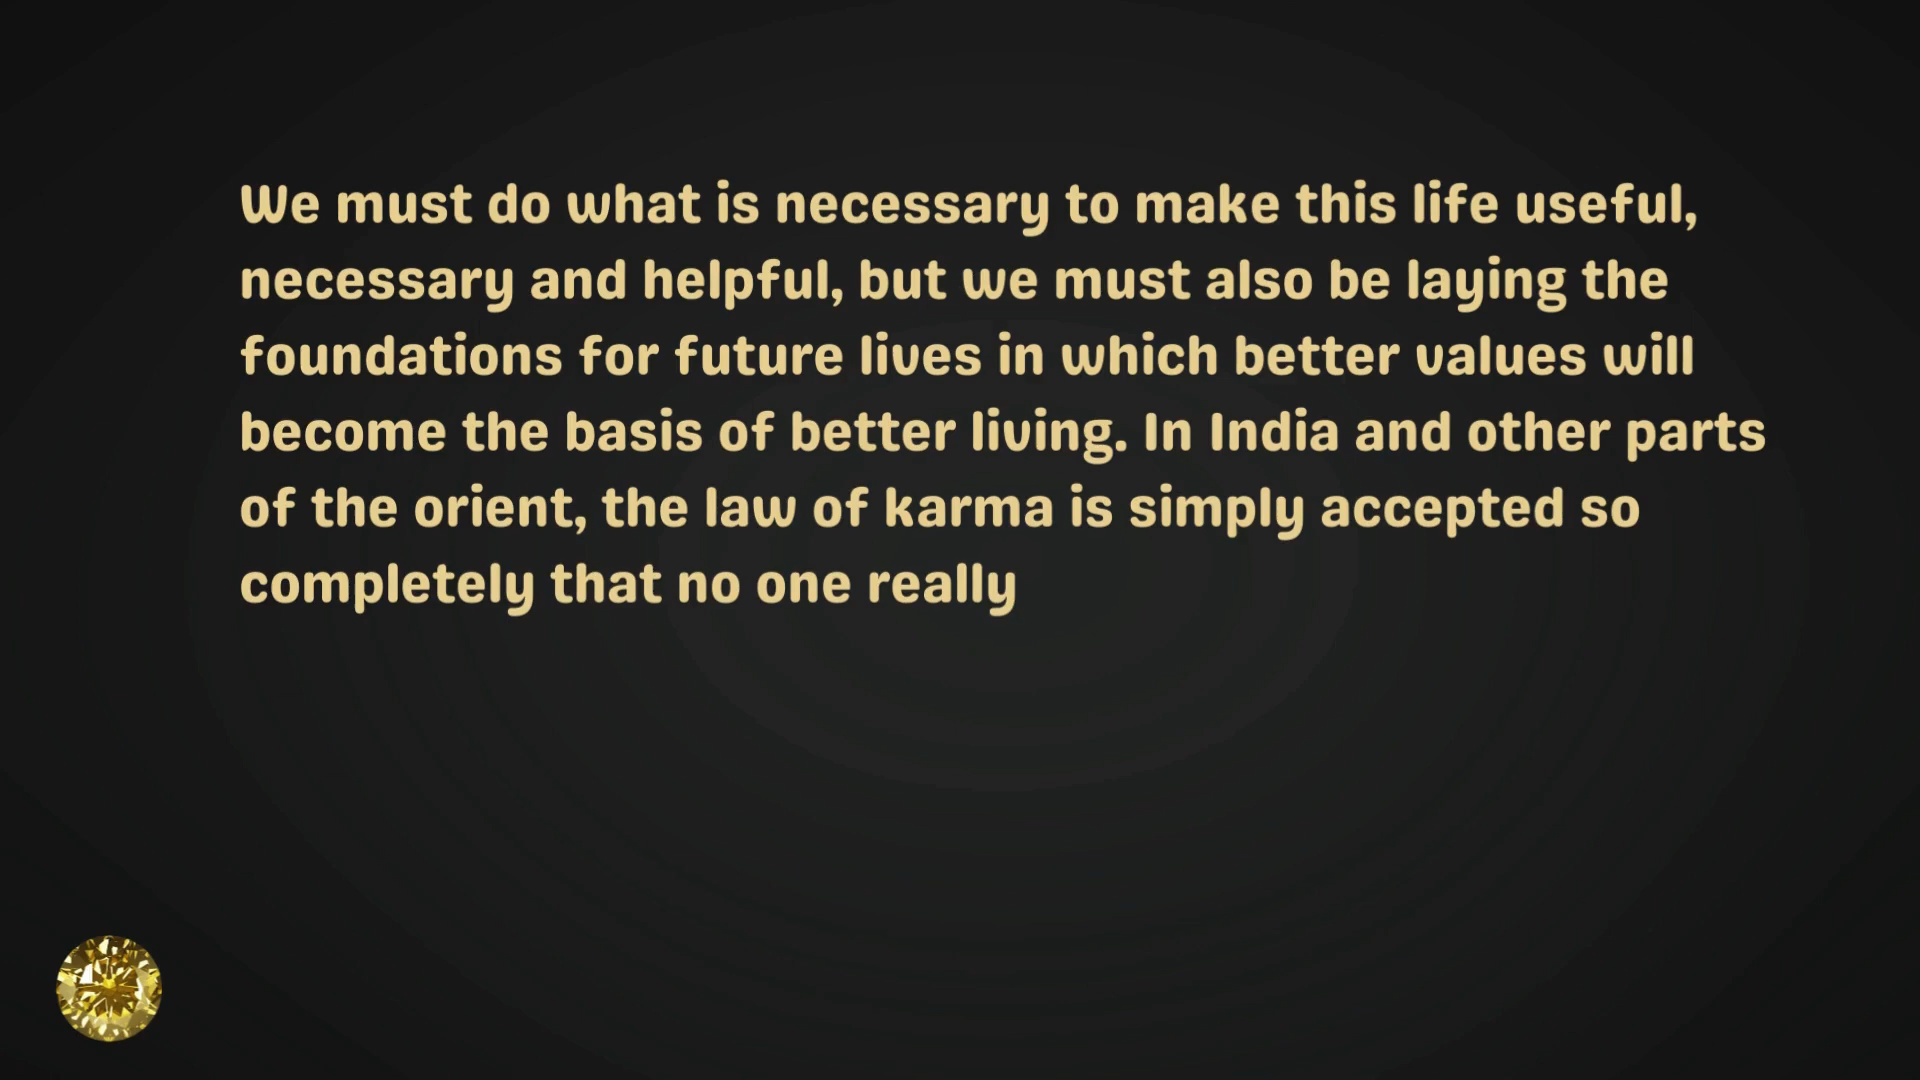 We must do what is necessary to make this life useful,
necessary and helpful, but we must also be laying the
foundations for future lives in which better values will
become the basis of better living. In India and other parts
of the orient, the law of karma is simply accepted so
completely that no one really